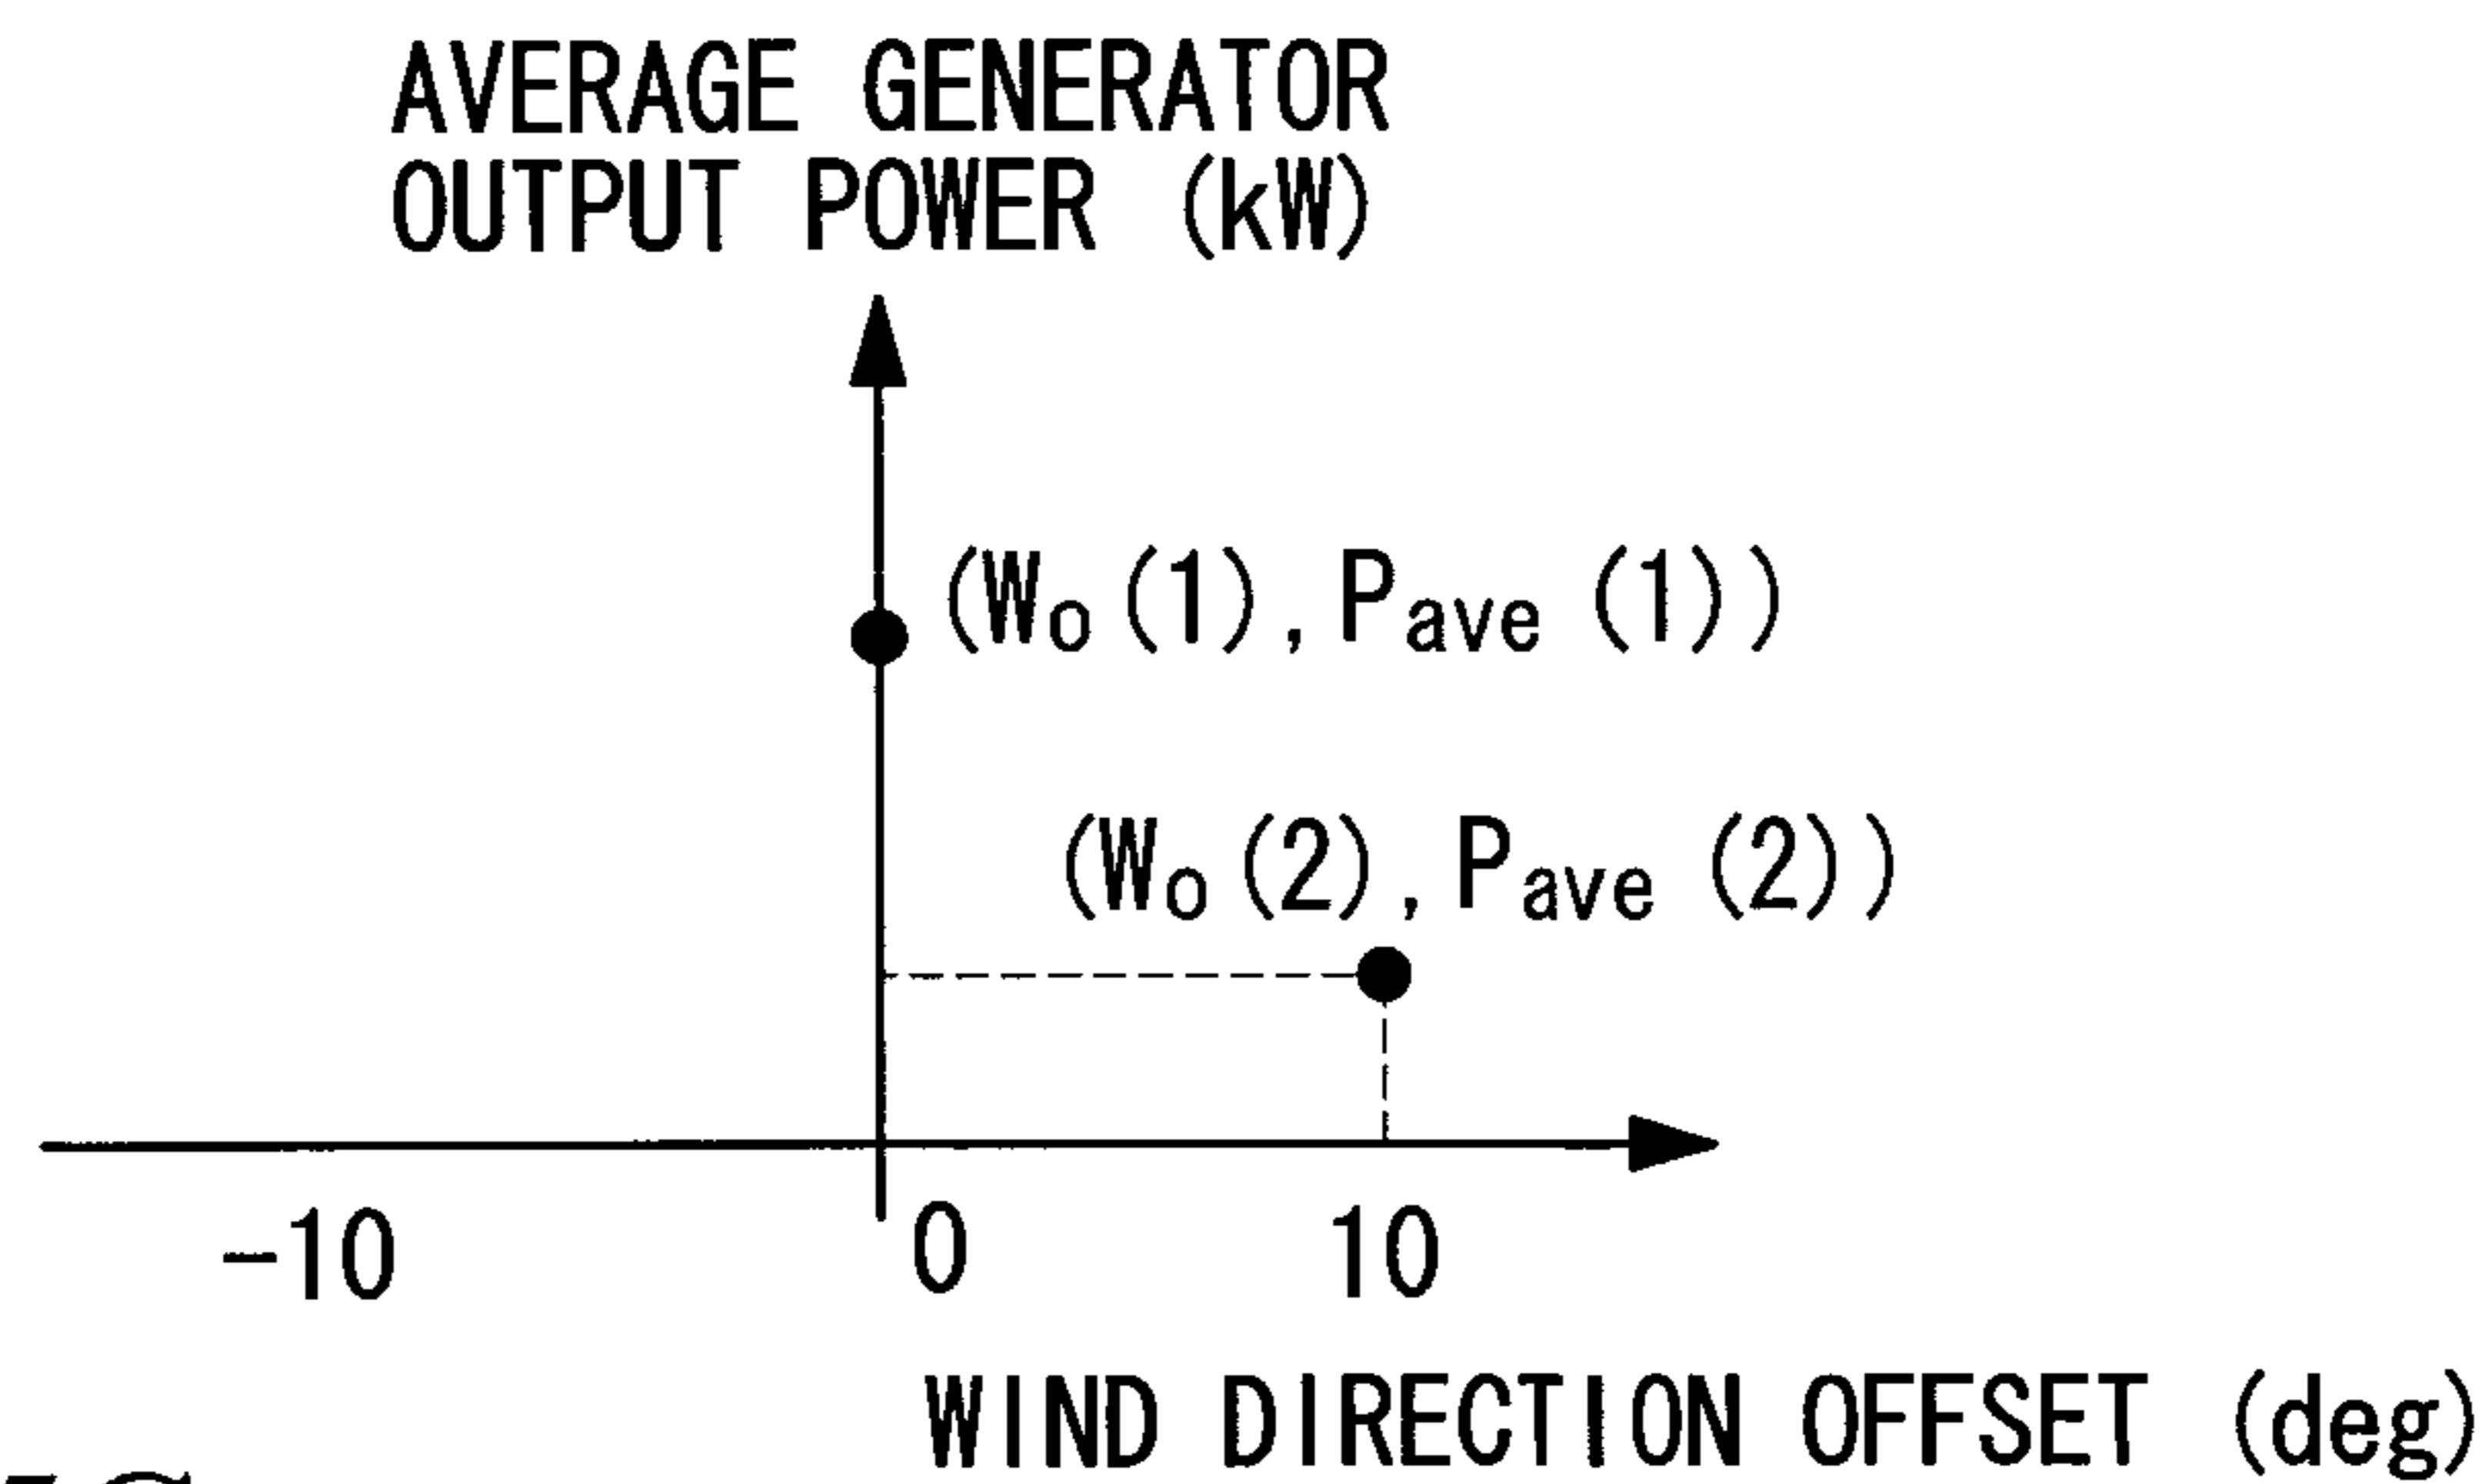 AVERAGE GENERATOR
OUTPUT POWER (kW)
(Wo(1),Pave(1))
(Wo(2),Pave(2))
-10 0 10
WIND DIRECTION OFFSET (deg)